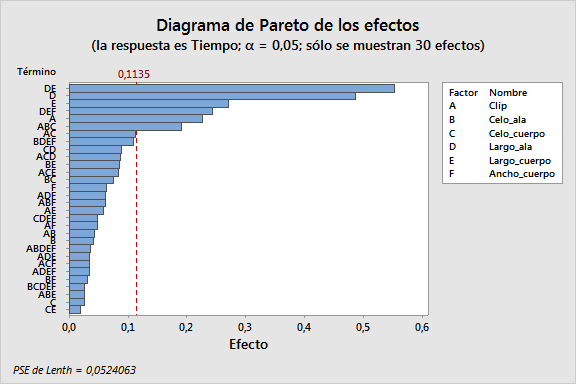 Diagrama de Pareto de los efectos
(la respuesta es Tiempo; α = 0,05; sólo se muestran 30 efectos)
Término
0,1135
DE
D
E
DEF
A
ABC
AC
BDEF
CD
ACD
BE
ACE
BC
F
ADF
ABF
AE
CDEF
AF
AB
B
ABDEF
ADE
ACF
ADEF
BF
BCDEF
ABE
C
CE
0,0 0,1 0,2 0,3 0,4 0,5 0,6
Efecto
Factor Nombre
A Clip
B Celo_ala
C Celo_cuerpo
D Largo_ala
E Largo_cuerpo
F Ancho_cuerpo
PSE de Lenth = 0,0524063